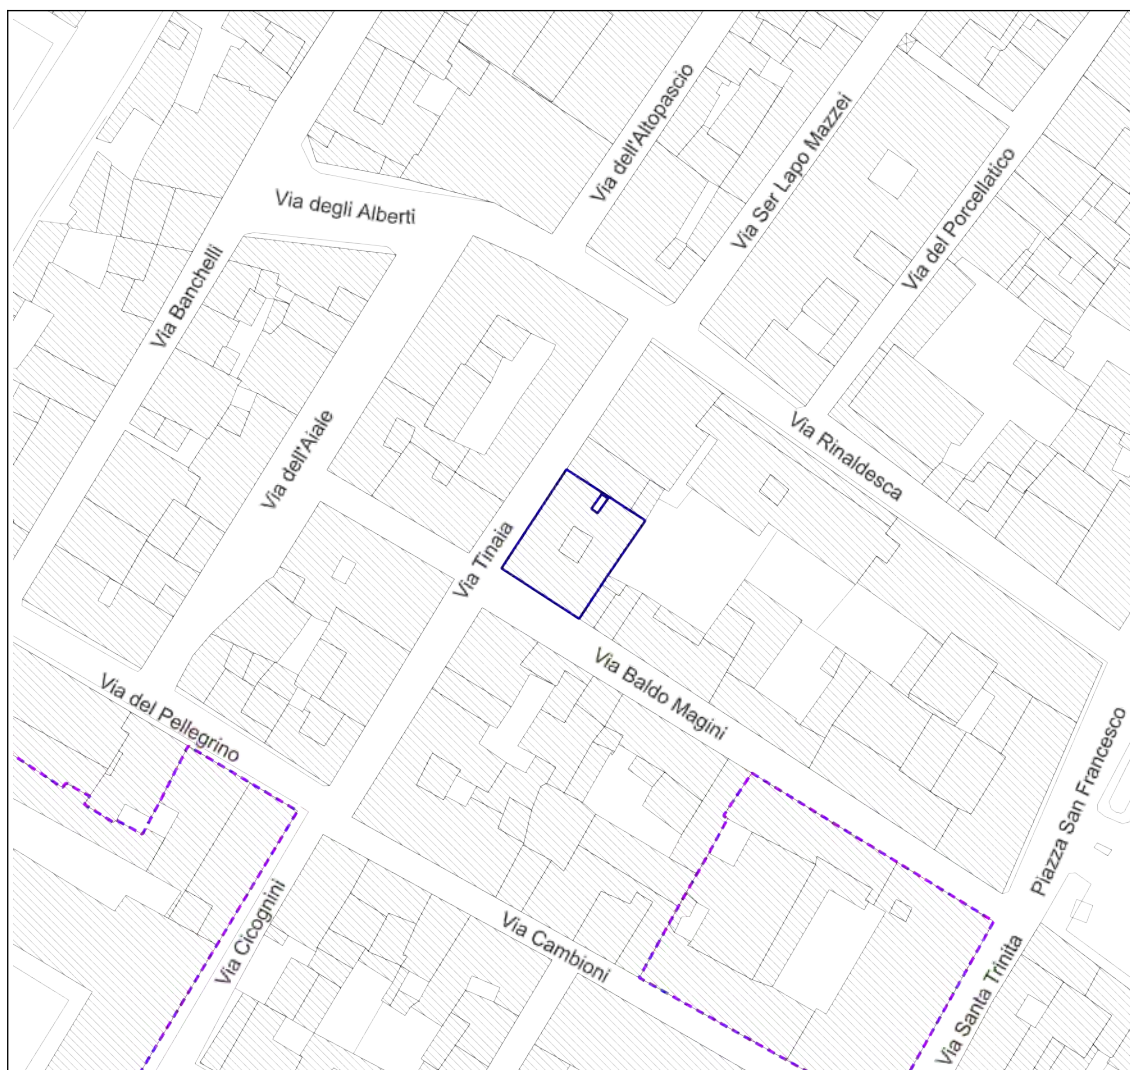 Via dell'Altopascio
Via Ser Lapo Mazzei
Via del Porcellatico
Via degli Alberti
Via Banchelli
Via dell'Aiale
Via Rinaldesca
Via Tinaia
Via Baldo Magini
Via del Pellegrino
Piazza San Francesco
Via Cicognini
Via Cambioni
Via Santa Trinita